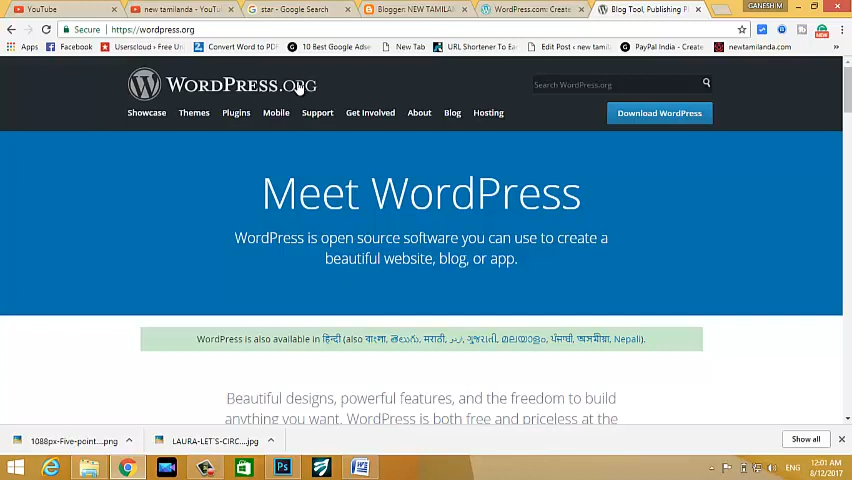 YouTube
new tamilanda - YouTu
star - Google Search
Blogger: NEW TAMILAN
WordPress.com: Create
Blog Tool, Publishing Pl
GANESH M.
Secure
https://wordpress.org
Apps
Facebook
Userscloud / Free Un
Convert Word to PDF
10 Best Google Adse
New Tab
URL Shortener To Ea
Edit Post ‹ new tamil
PayPal India - Create
newtamilanda.com
WORDPRESS.ORG
Search WordPress.org
Showcase Themes Plugins Mobile Support Get Involved About Blog Hosting
Download WordPress
Meet WordPress
WordPress is open source software you can use to create a
beautiful website, blog, or app.
WordPress is also available in हिन्दी (also বাংলা, తెలుగు, मराठी, اردو, ગુજરાતી, മലയാളം, ਪੰਜਾਬੀ, অসমীয়া, Nepali).
Beautiful designs, powerful features, and the freedom to build
anything you want. WordPress is both free and priceless at the
1088px-Five-point....png
LAURA-LET'S-CIRC....jpg
Show all
ENG
12:01 AM
8/12/2017